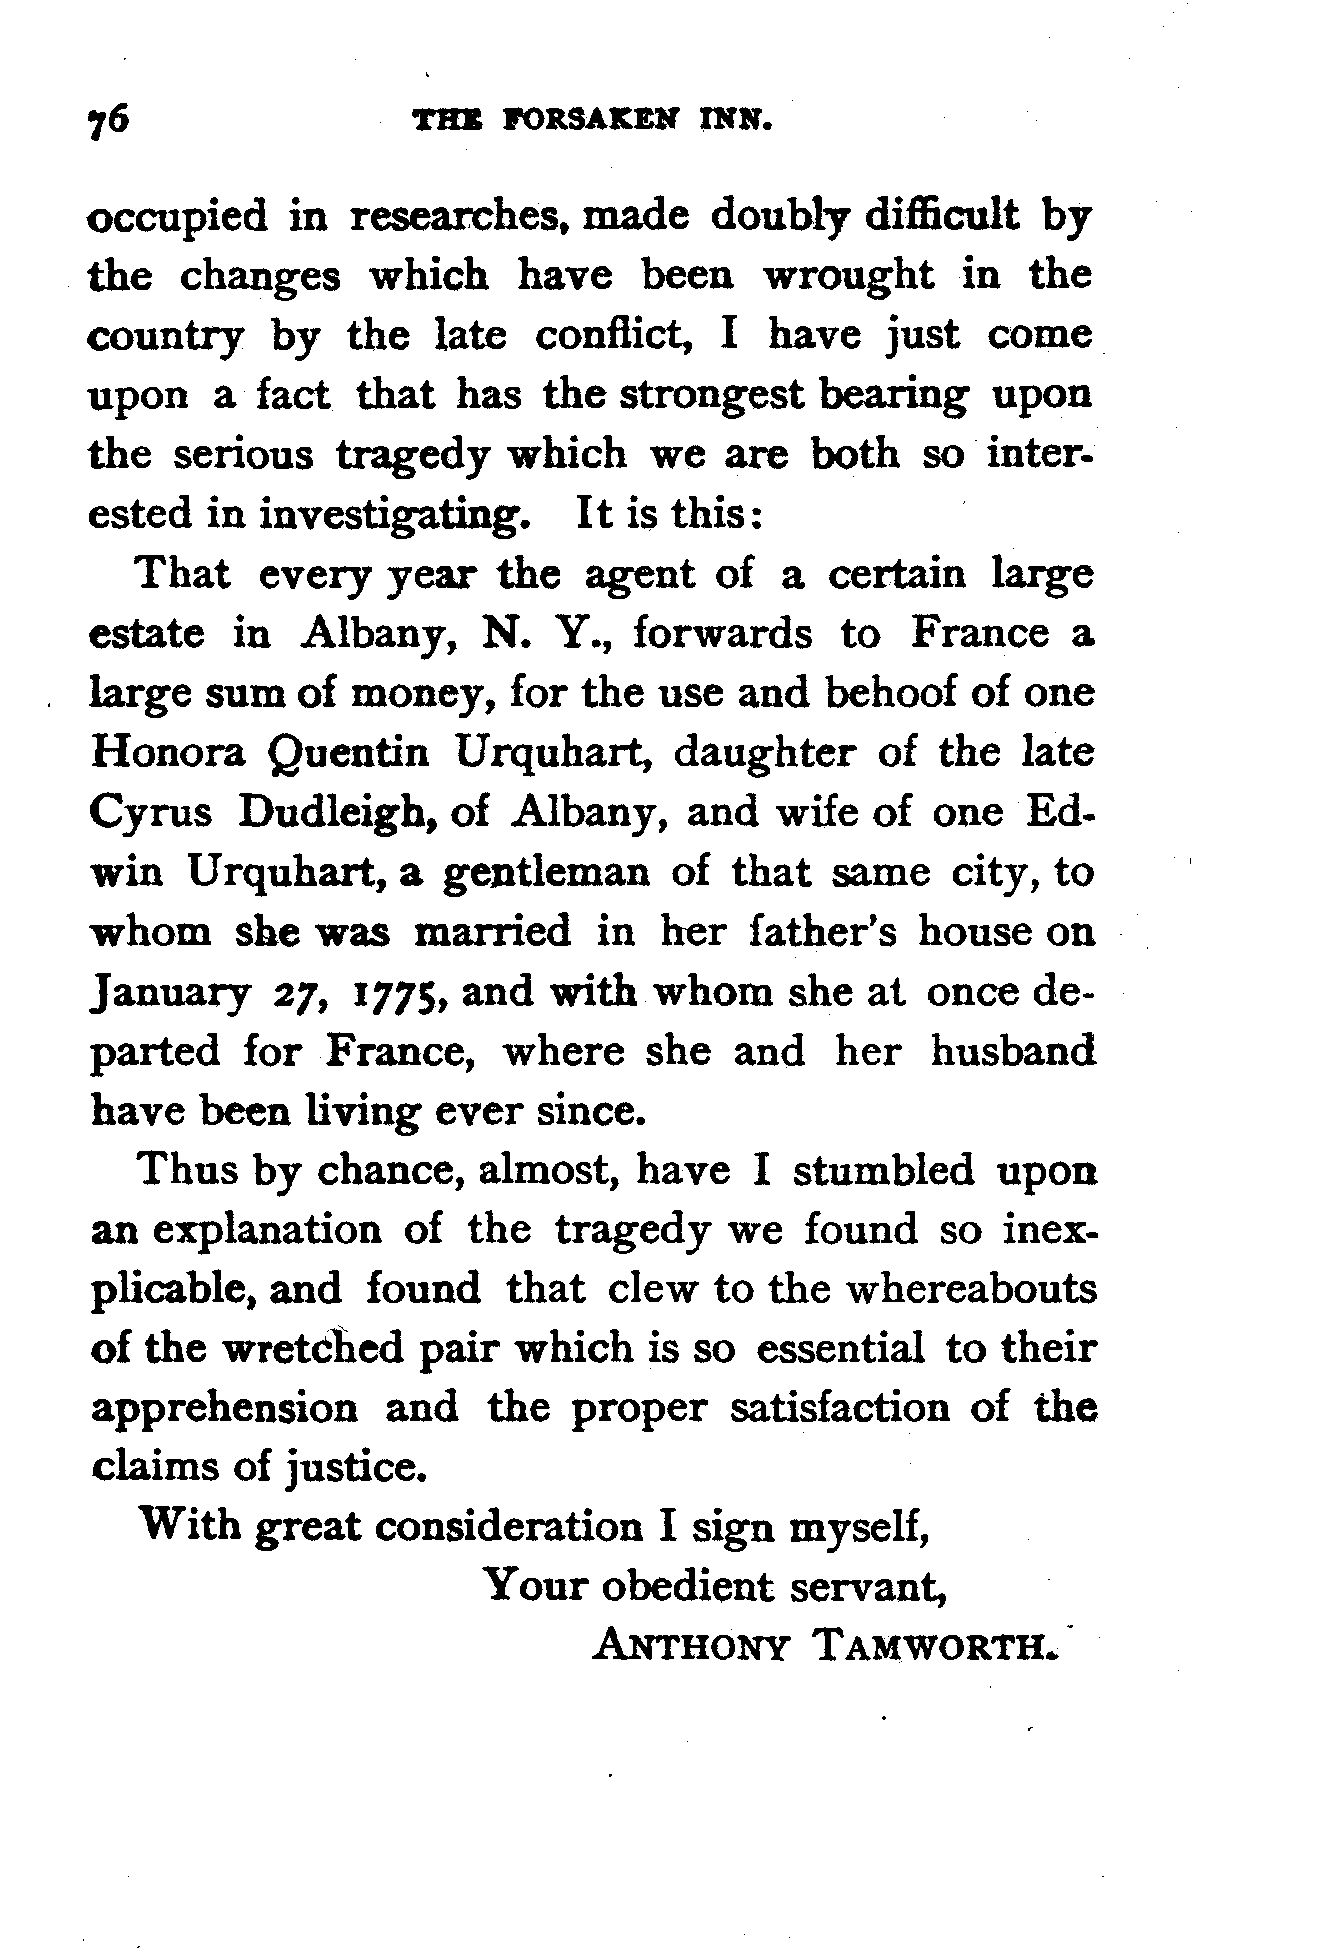 76 THE FORSAKEN INN.
occupied in researches, made doubly difficult by
the changes which have been wrought in the
country by the late conflict, I have just come
upon a fact that has the strongest bearing upon
the serious tragedy which we are both so inter-
ested in investigating. It is this:
That every year the agent of a certain large
estate in Albany, N. Y., forwards to France a
large sum of money, for the use and behoof of one
Honora Quentin Urquhart, daughter of the late
Cyrus Dudleigh, of Albany, and wife of one Ed-
win Urquhart, a gentleman of that same city, to
whom she was married in her father's house on
January 27, 1775, and with whom she at once de-
parted for France, where she and her husband
have been living ever since.
Thus by chance, almost, have I stumbled upon
an explanation of the tragedy we found so inex-
plicable, and found that clew to the whereabouts
of the wretched pair which is so essential to their
apprehension and the proper satisfaction of the
claims of justice.
With great consideration I sign myself,
Your obedient servant,
ANTHONY TAMWORTH.